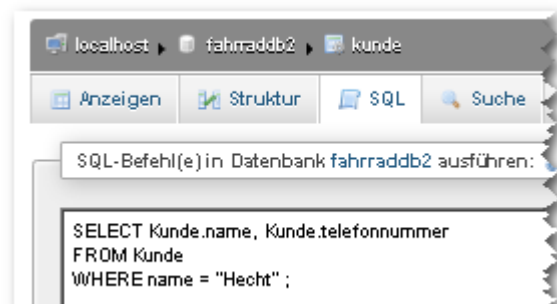 localhost ▸ fahrraddb2 ▸ kunde
Anzeigen Struktur SQL Suche
SQL-Befehl(e) in Datenbank fahrraddb2 ausführen:
SELECT Kunde.name, Kunde.telefonnummer
FROM Kunde
WHERE name = "Hecht" ;